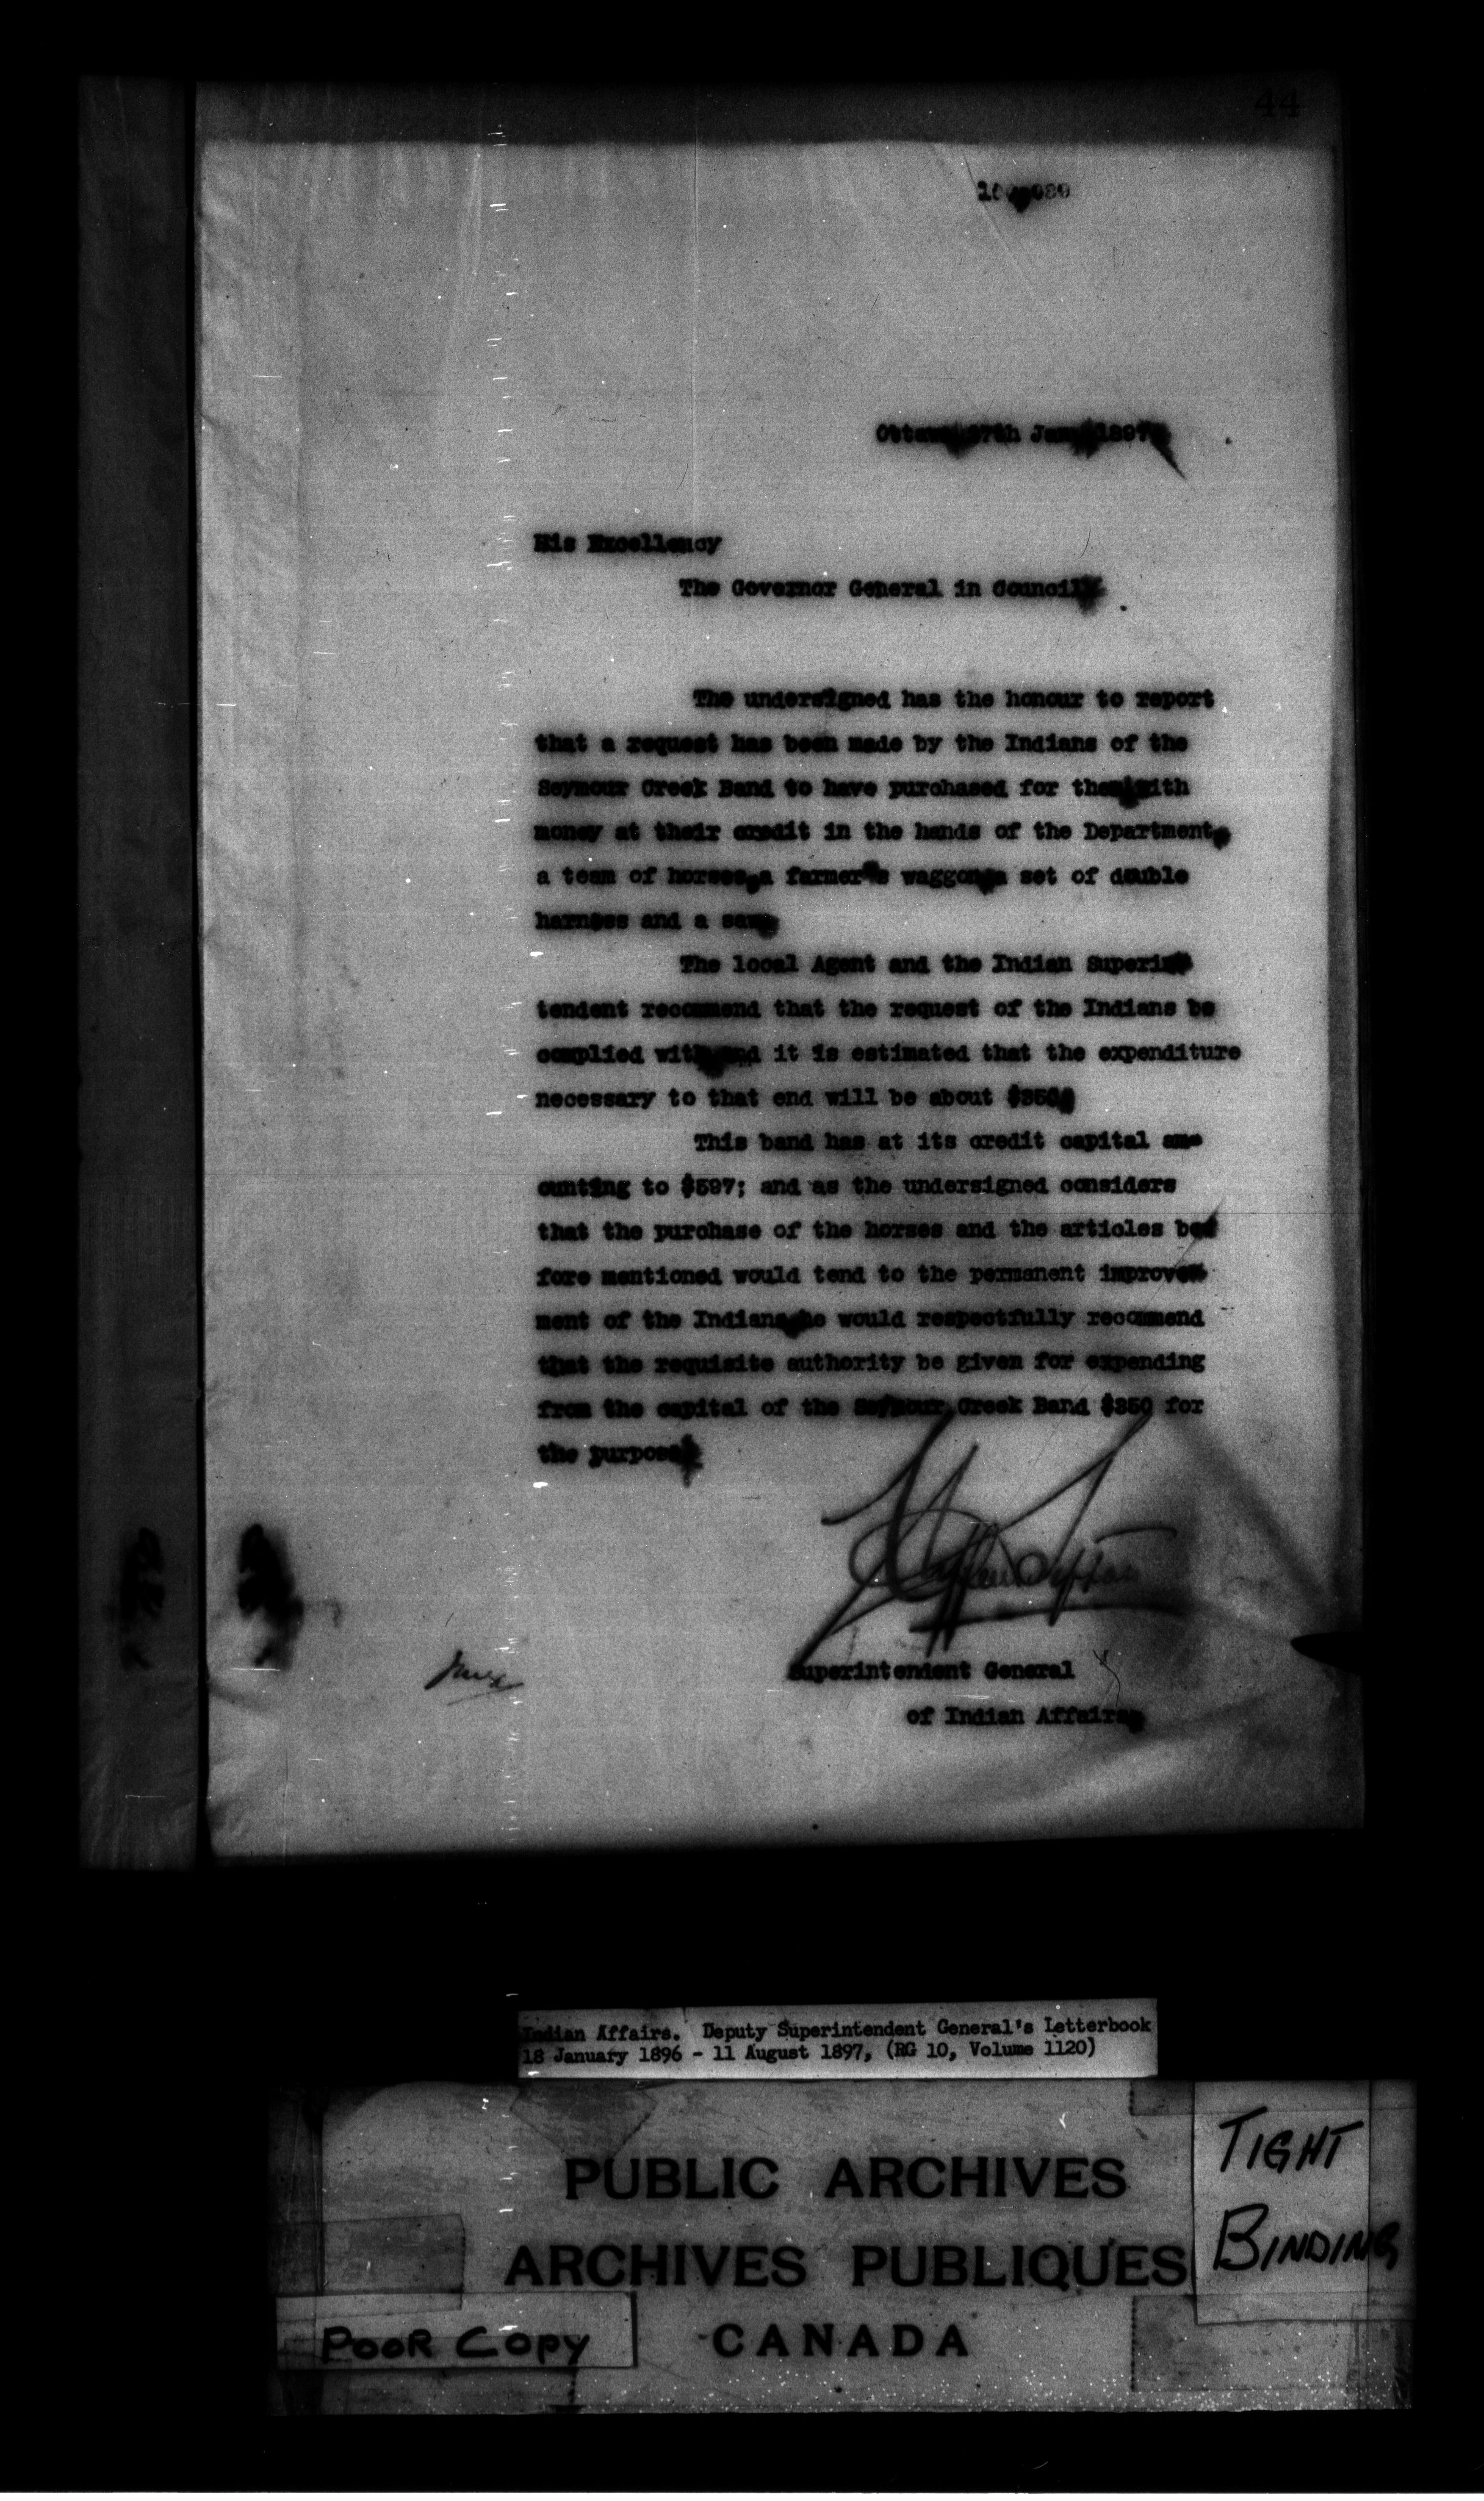 44
Ottawa, 27th Jan. 1897.
His Excellency
The Governor General in Council.
The undersigned has the honour to report
that a request has been made by the Indians of the
Seymour Creek Band to have purchased for them, with
money at their credit in the hands of the Department,
a team of horses, a farmer's waggon, a set of double
harness and a saw.
The local Agent and the Indian Superin-
tendent recommend that the request of the Indians be
complied with, and it is estimated that the expenditure
necessary to that end will be about $350.
This band has at its credit capital am-
ounting to $597; and as the undersigned considers
that the purchase of the horses and the articles be-
fore mentioned would tend to the permanent improve-
ment of the Indians, he would respectfully recommend
that the requisite authority be given for expending
from the capital of the Seymour Creek Band $350 for
the purpose.
Clifford Sifton
Superintendent General
of Indian Affairs.
Indian Affairs. Deputy Superintendent General's Letterbook
18 January 1896 - 11 August 1897, (RG 10, Volume 1120)
PUBLIC ARCHIVES
ARCHIVES PUBLIQUES
CANADA
TIGHT
BINDING
POOR COPY